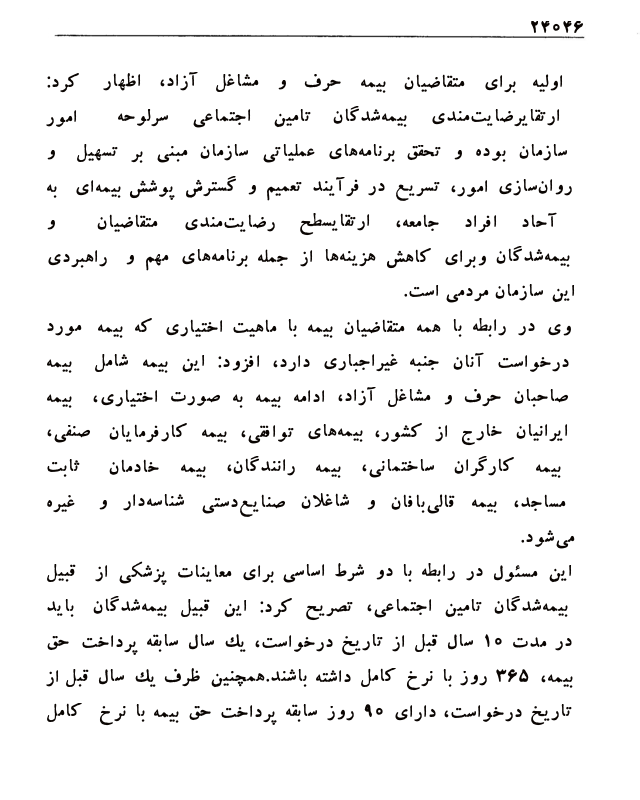 ۲۴۰۴۶
اولیه برای متقاضیان بیمه حرف و مشاغل آزاد، اظهار کرد:
ارتقایرضایت‌مندی بیمه‌شدگان تامین اجتماعی سرلوحه امور
سازمان بوده و تحقق برنامه‌های عملیاتی سازمان مبنی بر تسهیل و
روان‌سازی امور، تسریع در فرآیند تعمیم و گسترش پوشش بیمه‌ای به
آحاد افراد جامعه، ارتقایسطح رضایت‌مندی متقاضیان و
بیمه‌شدگان وبرای کاهش هزینه‌ها از جمله برنامه‌های مهم و راهبردی
این سازمان مردمی است.
وی در رابطه با همه متقاضیان بیمه با ماهیت اختیاری که بیمه مورد
درخواست آنان جنبه غیراجباری دارد، افزود: این بیمه شامل بیمه
صاحبان حرف و مشاغل آزاد، ادامه بیمه به صورت اختیاری، بیمه
ایرانیان خارج از کشور، بیمه‌های توافقی، بیمه کارفرمایان صنفی،
بیمه کارگران ساختمانی، بیمه رانندگان، بیمه خادمان ثابت
مساجد، بیمه قالی‌بافان و شاغلان صنایع‌دستی شناسه‌دار و غیره
می‌شود.
این مسئول در رابطه با دو شرط اساسی برای معاینات پزشکی از قبیل
بیمه‌شدگان تامین اجتماعی، تصریح کرد: این قبیل بیمه‌شدگان باید
در مدت ۱۰ سال قبل از تاریخ درخواست، یك سال سابقه پرداخت حق
بیمه، ۳۶۵ روز با نرخ کامل داشته باشند.همچنین ظرف یك سال قبل از
تاریخ درخواست، دارای ۹۰ روز سابقه پرداخت حق بیمه با نرخ کامل